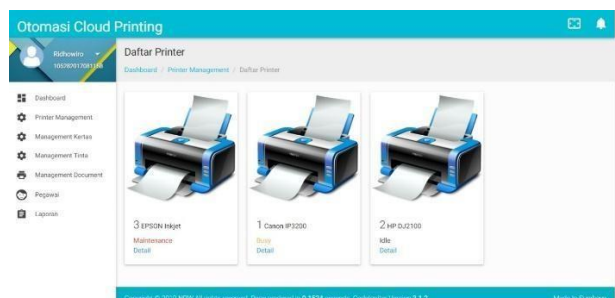 Otomasi Cloud Printing
Ridhowiro
Daftar Printer
Dashboard / Printer Management / Daftar Printer
Dashboard
Printer Management
Management Kertas
Management Tinta
Management Document
Pegawai
Laporan
3 EPSON Inkjet
Maintenance
Detail
1 Canon IP3200
Busy
Detail
2 HP DJ2100
Idle
Detail